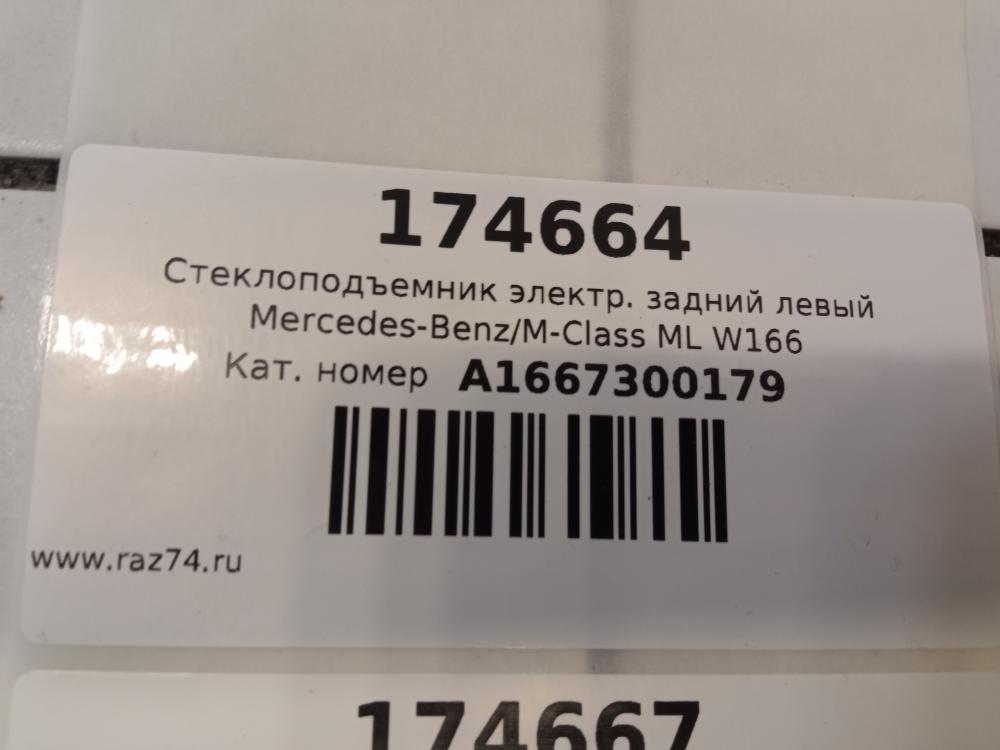 174664
Стеклоподъемник электр. задний левый
Mercedes-Benz/M-Class ML W166
Кат. номер A1667300179
www.raz74.ru
174667